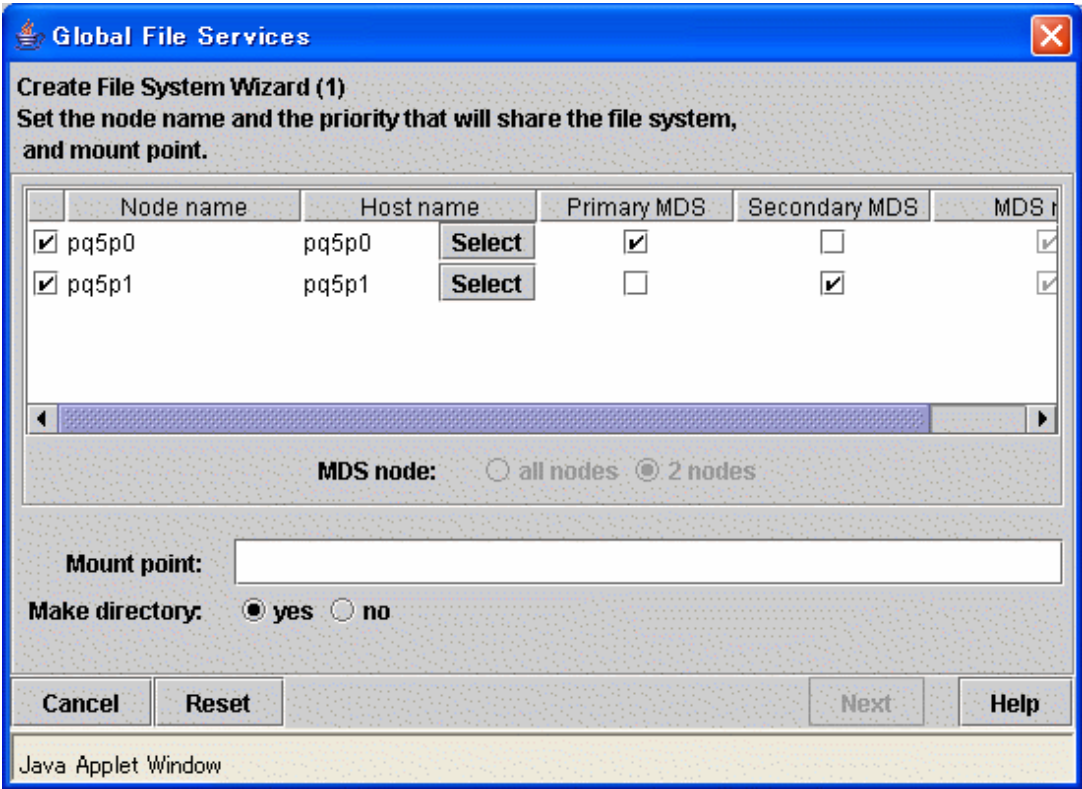 Global File Services
Create File System Wizard (1)
Set the node name and the priority that will share the file system,
and mount point.
Node name Host name Primary MDS Secondary MDS MDS r
pq5p0 pq5p0 Select
pq5p1 pq5p1 Select
MDS node: all nodes 2 nodes
Mount point:
Make directory: yes no
Cancel Reset Next Help
Java Applet Window